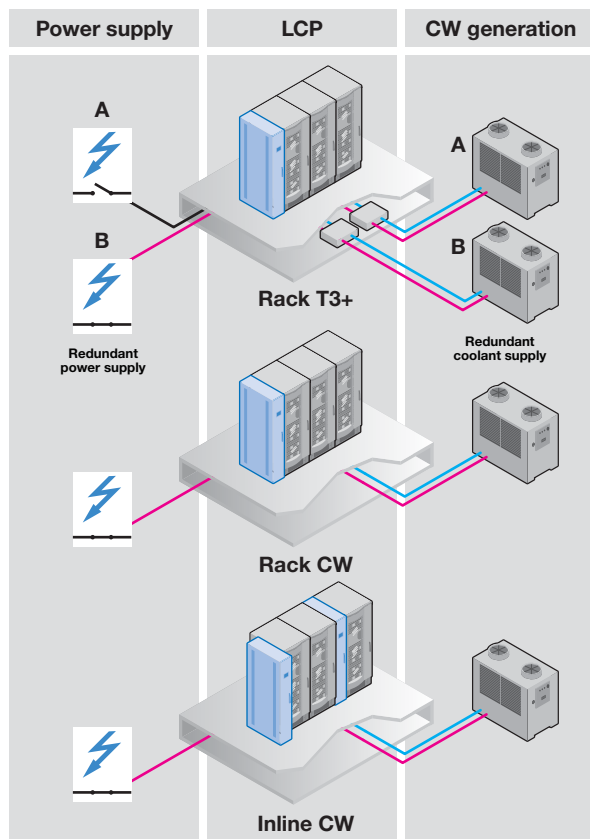 Power supply
LCP
CW generation
A
B
Redundant
power supply
Rack T3+
A
B
Redundant
coolant supply
Rack CW
Inline CW